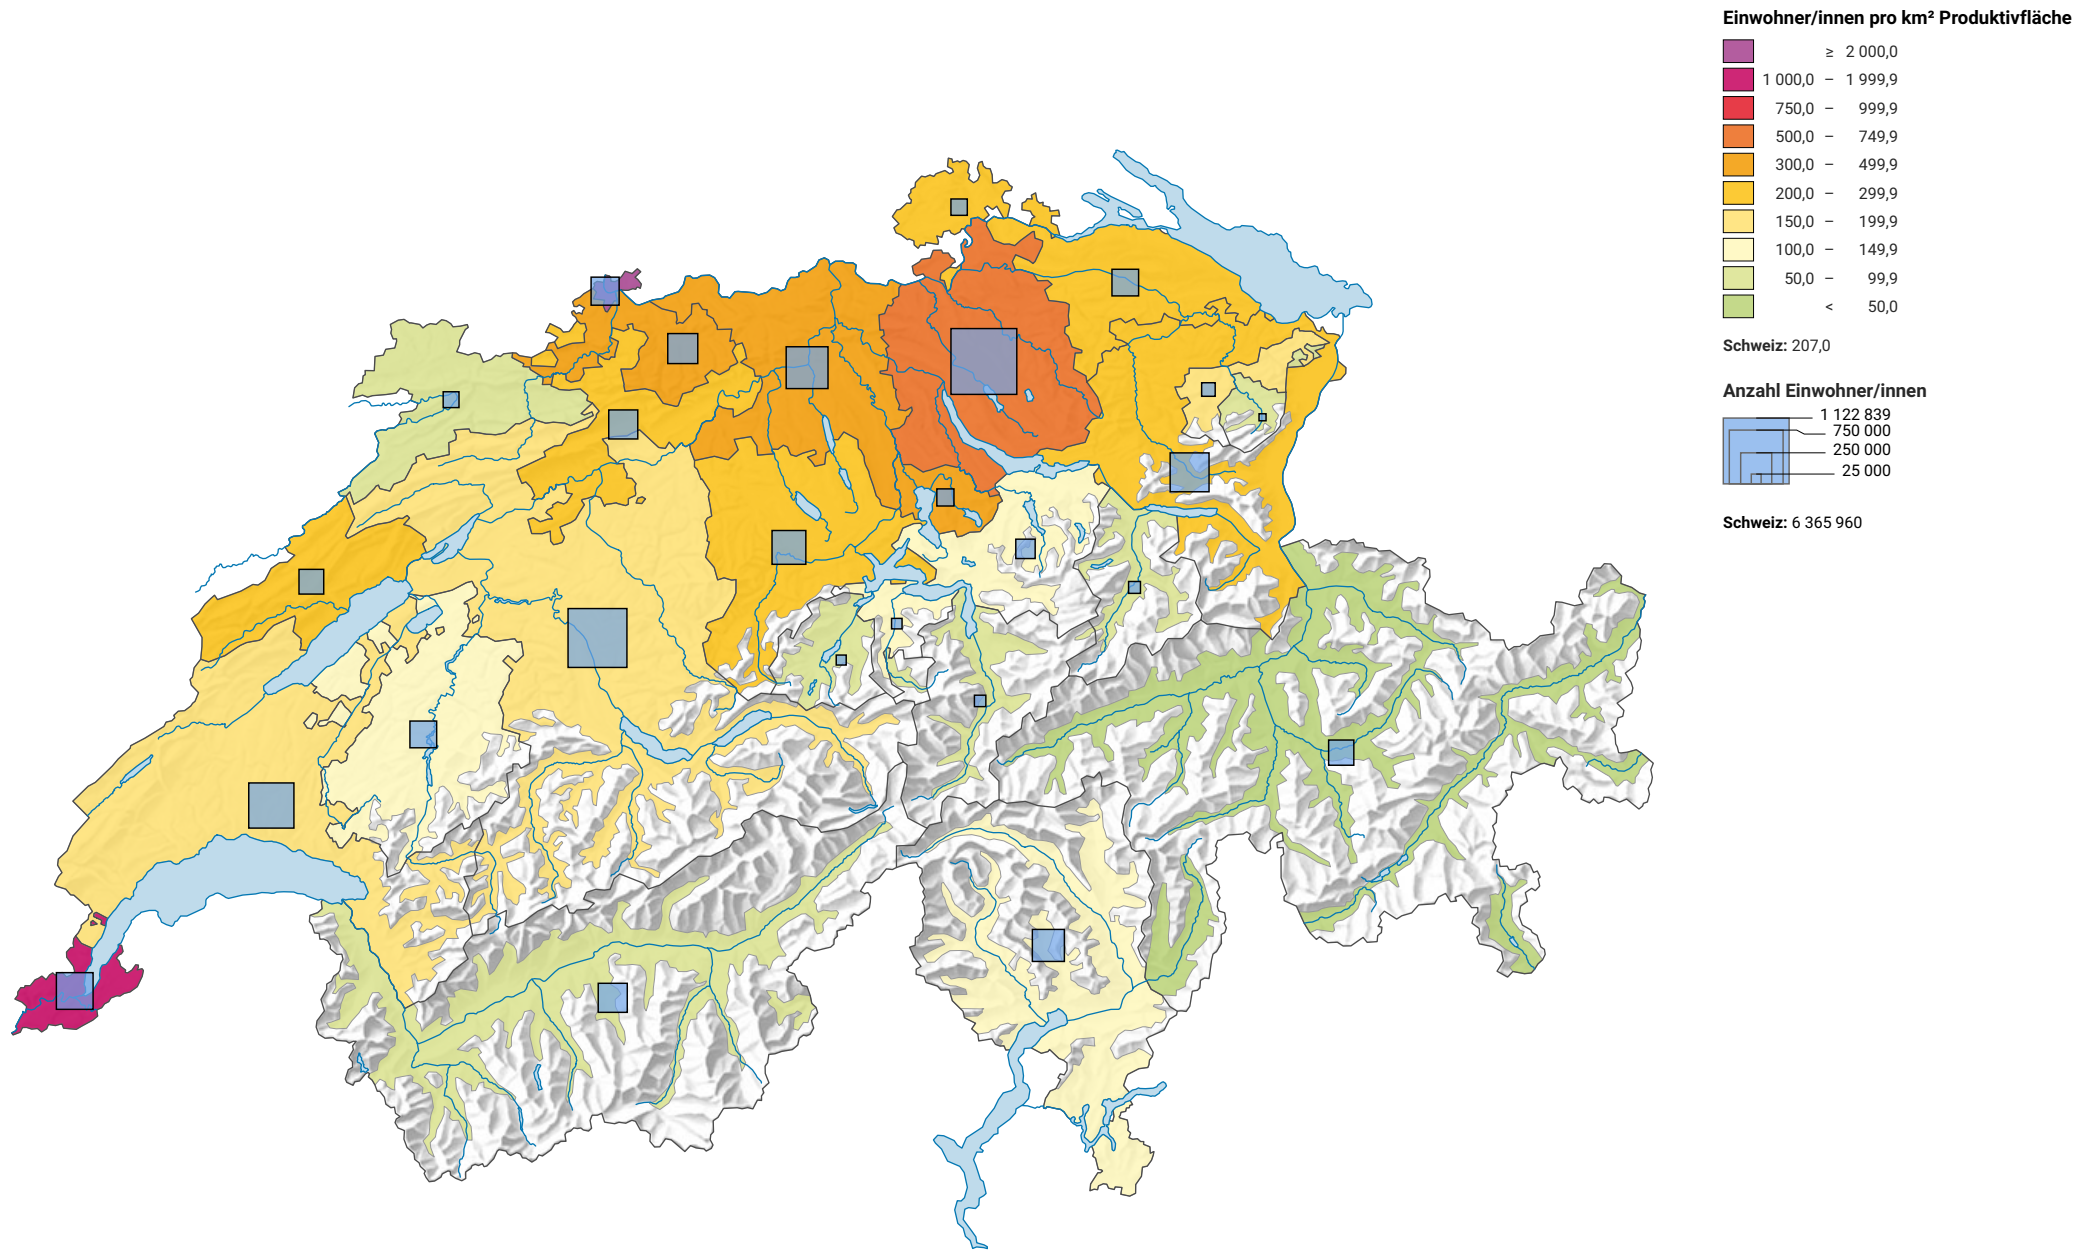 Einwohner/innen pro km² Produktivfläche
≥ 2 000,0
1 000,0 – 1 999,9
750,0 – 999,9
500,0 – 749,9
300,0 – 499,9
200,0 – 299,9
150,0 – 199,9
100,0 – 149,9
50,0 – 99,9
< 50,0
Schweiz: 207,0
Anzahl Einwohner/innen
1 122 839
750 000
250 000
25 000
Schweiz: 6 365 960